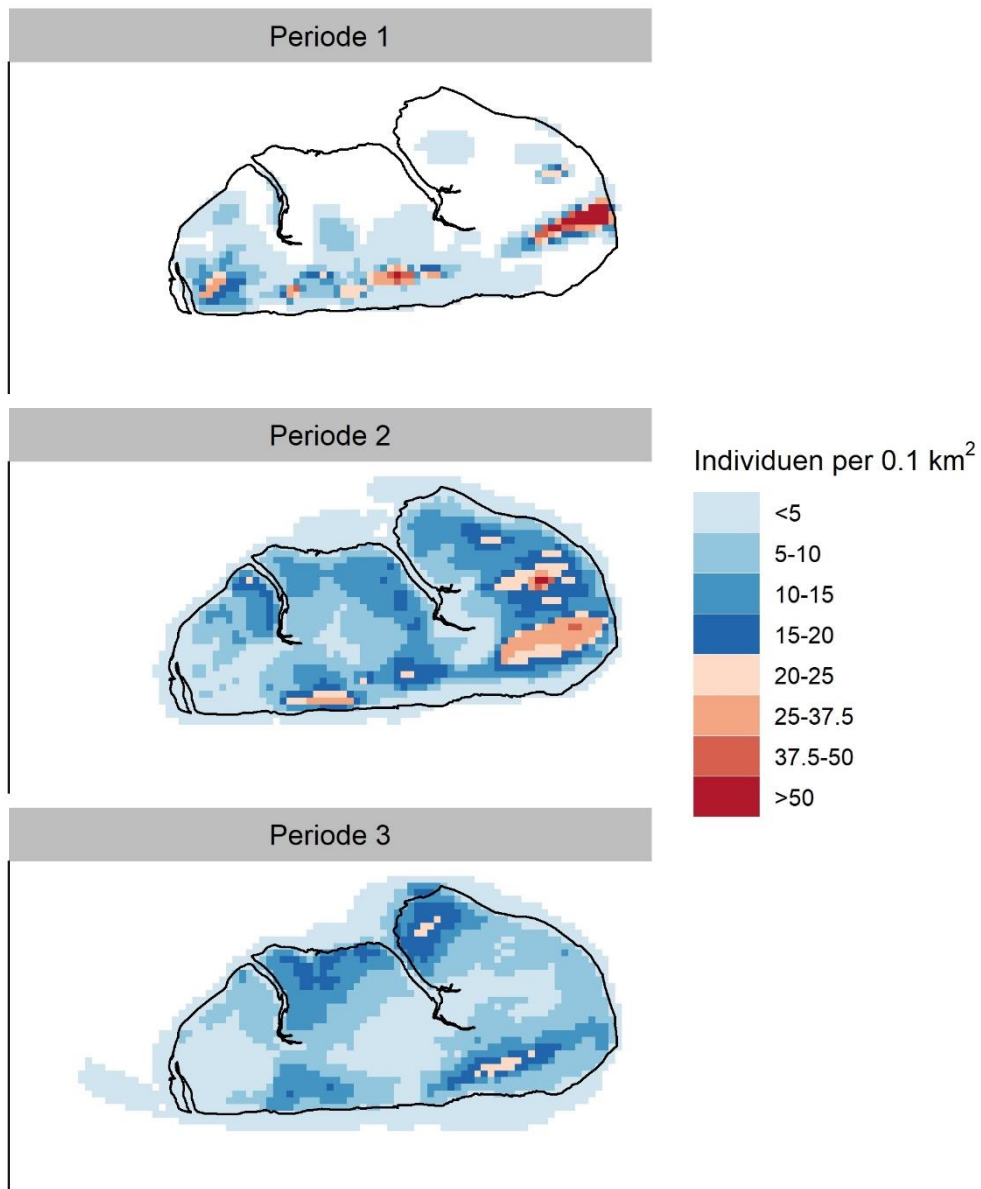 Periode 1
Periode 2
Individuen per 0.1 km²
<5
5-10
10-15
15-20
20-25
25-37.5
37.5-50
>50
Periode 3